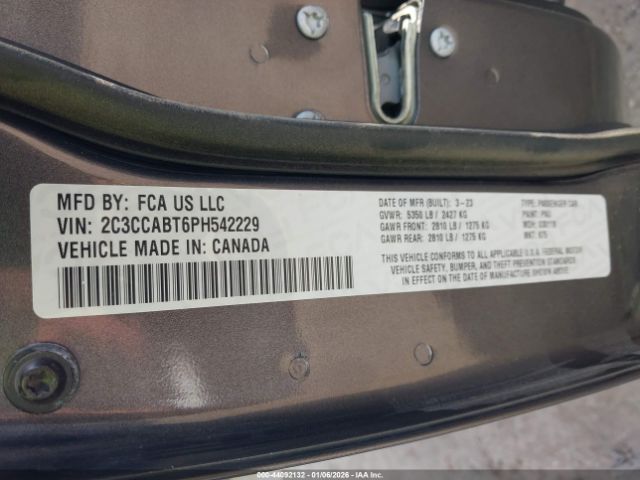 MFD BY: FCA US LLC
VIN: 2C3CCABT6PH542229
VEHICLE MADE IN: CANADA
DATE OF MFR (BUILT): 3-23
GVWR: 5350 LB / 2427 KG
GAWR FRONT: 2810 LB / 1275 KG
GAWR REAR: 2810 LB / 1275 KG
TYPE: PASSENGER CAR
PAINT:
MDH:
MKT:
THIS VEHICLE CONFORMS TO ALL APPLICABLE U.S.A. FEDERAL MOTOR
VEHICLE SAFETY, BUMPER, AND THEFT PREVENTION STANDARDS
IN EFFECT ON THE DATE OF MANUFACTURE SHOWN ABOVE.
000-44092132 - 01/06/2026 - IAA Inc.